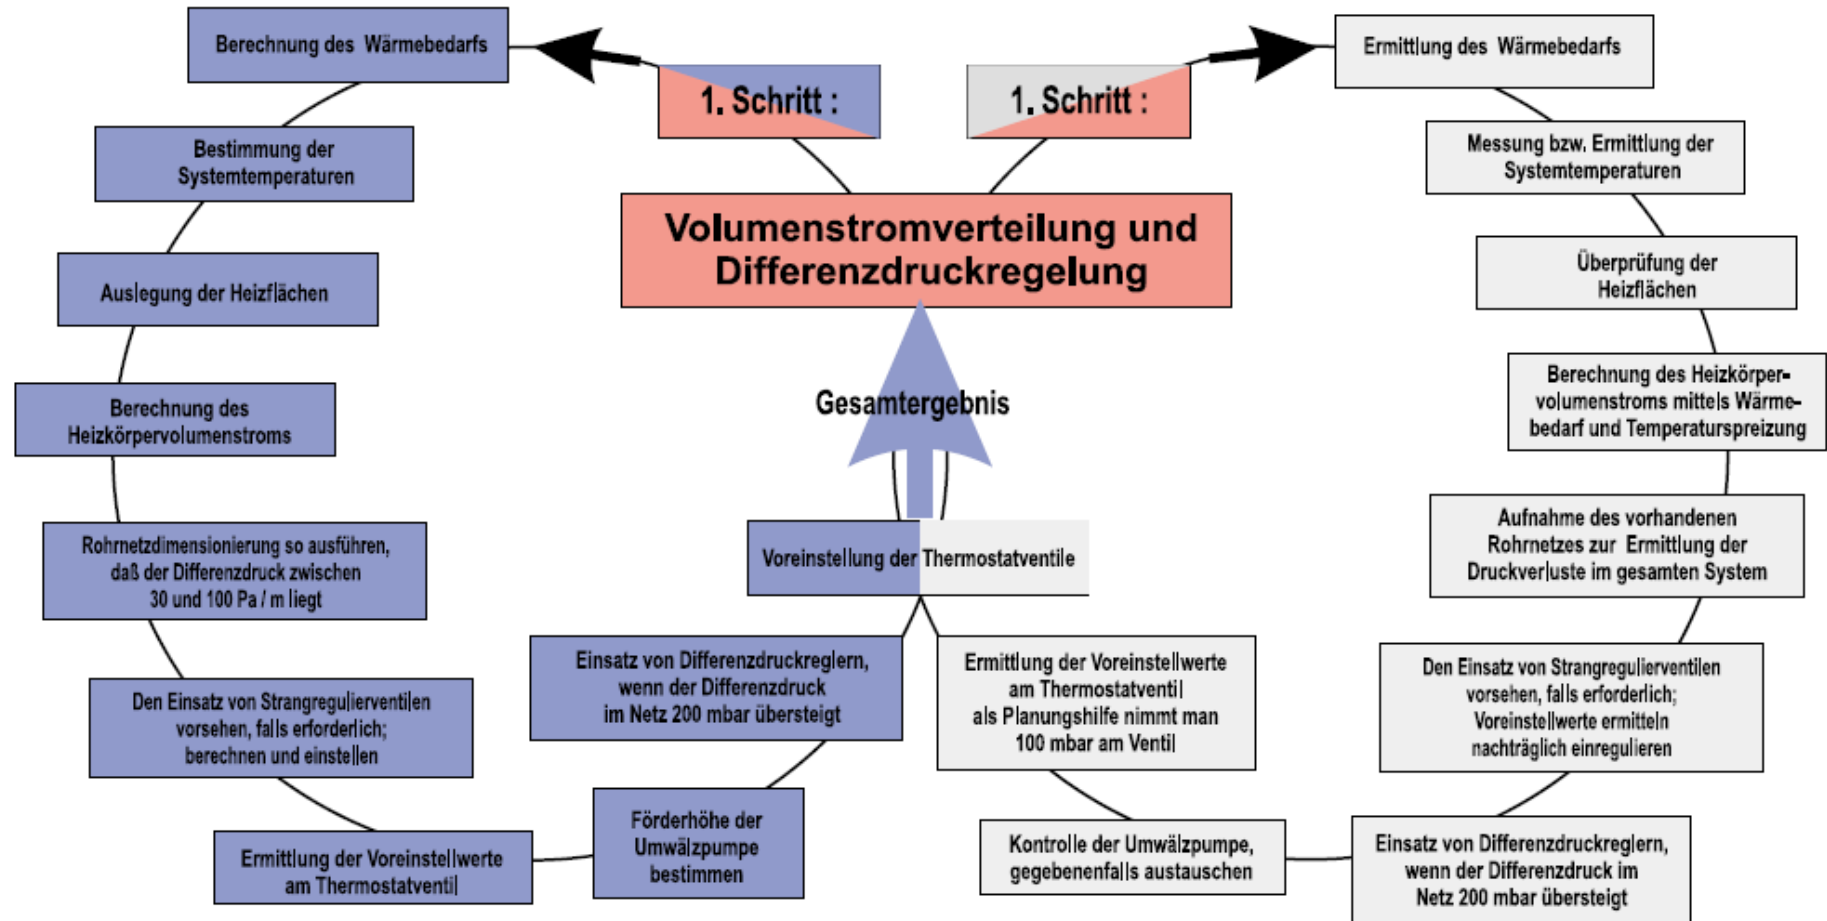 1. Schritt :
Berechnung des Wärmebedarfs
Bestimmung der
Systemtemperaturen
Auslegung der Heizflächen
Berechnung des
Heizkörpervolumenstroms
Rohrnetzdimensionierung so ausführen,
daß der Differenzdruck zwischen
30 und 100 Pa / m liegt
Den Einsatz von Strangregulierventilen
vorsehen, falls erforderlich;
berechnen und einstellen
Ermittlung der Voreinstellwerte
am Thermostatventil
Förderhöhe der
Umwälzpumpe
bestimmen
Einsatz von Differenzdruckreglern,
wenn der Differenzdruck
im Netz 200 mbar übersteigt
1. Schritt :
Ermittlung des Wärmebedarfs
Messung bzw. Ermittlung der
Systemtemperaturen
Überprüfung der
Heizflächen
Berechnung des Heizkörper-
volumenstroms mittels Wärme-
bedarf und Temperaturspreizung
Aufnahme des vorhandenen
Rohrnetzes zur Ermittlung der
Druckverluste im gesamten System
Den Einsatz von Strangregulierventilen
vorsehen, falls erforderlich;
Voreinstellwerte ermitteln
nachträglich einregulieren
Einsatz von Differenzdruckreglern,
wenn der Differenzdruck im
Netz 200 mbar übersteigt
Kontrolle der Umwälzpumpe,
gegebenenfalls austauschen
Ermittlung der Voreinstellwerte
am Thermostatventil
als Planungshilfe nimmt man
100 mbar am Ventil
Voreinstellung der Thermostatventile
Gesamtergebnis
Volumenstromverteilung und
Differenzdruckregelung